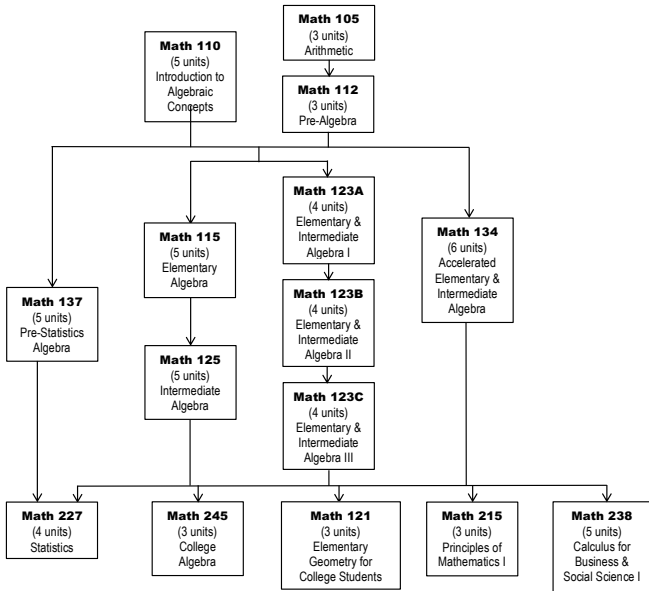 Math 105
(3 units)
Arithmetic
Math 110
(5 units)
Introduction to
Algebraic
Concepts
Math 112
(3 units)
Pre-Algebra
Math 123A
(4 units)
Elementary &
Intermediate
Algebra I
Math 115
(5 units)
Elementary
Algebra
Math 134
(6 units)
Accelerated
Elementary &
Intermediate
Algebra
Math 137
(5 units)
Pre-Statistics
Algebra
Math 123B
(4 units)
Elementary &
Intermediate
Algebra II
Math 125
(5 units)
Intermediate
Algebra
Math 123C
(4 units)
Elementary &
Intermediate
Algebra III
Math 227
(4 units)
Statistics
Math 245
(3 units)
College
Algebra
Math 121
(3 units)
Elementary
Geometry for
College Students
Math 215
(3 units)
Principles of
Mathematics I
Math 238
(5 units)
Calculus for
Business &
Social Science I